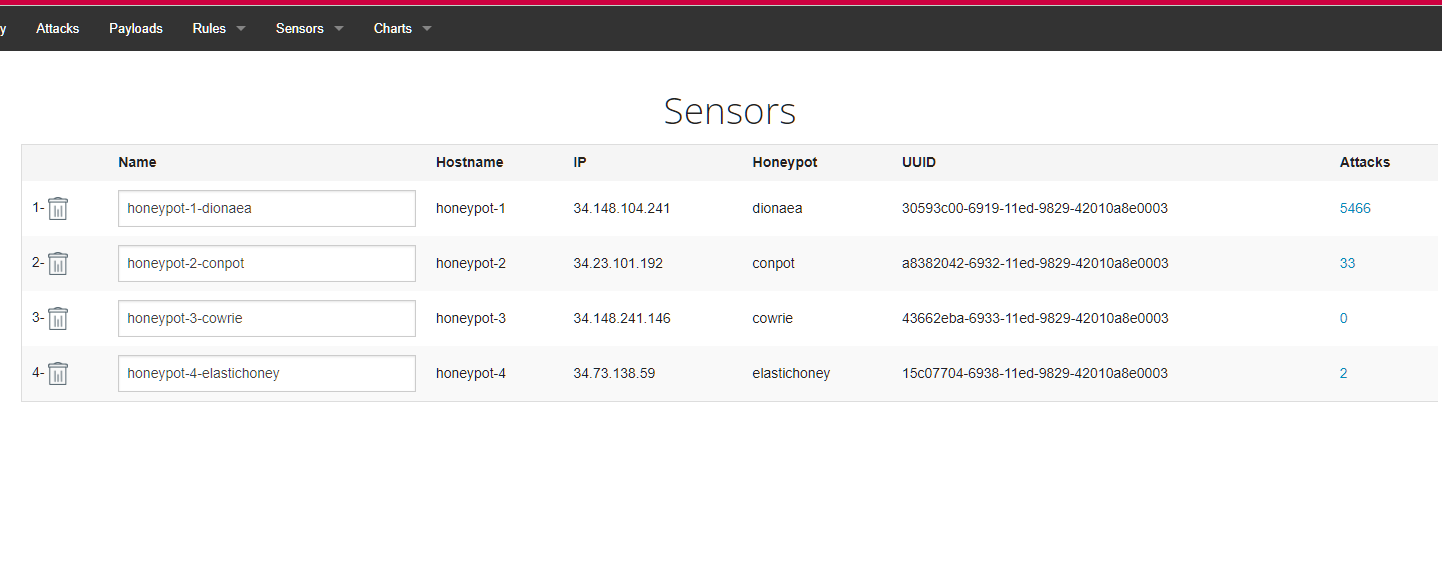 y Attacks Payloads Rules Sensors Charts
Sensors
Name Hostname IP Honeypot UUID Attacks
1- honeypot-1-dionaea honeypot-1 34.148.104.241 dionaea 30593c00-6919-11ed-9829-42010a8e0003 5466
2- honeypot-2-conpot honeypot-2 34.23.101.192 conpot a8382042-6932-11ed-9829-42010a8e0003 33
3- honeypot-3-cowrie honeypot-3 34.148.241.146 cowrie 43662eba-6933-11ed-9829-42010a8e0003 0
4- honeypot-4-elastichoney honeypot-4 34.73.138.59 elastichoney 15c07704-6938-11ed-9829-42010a8e0003 2